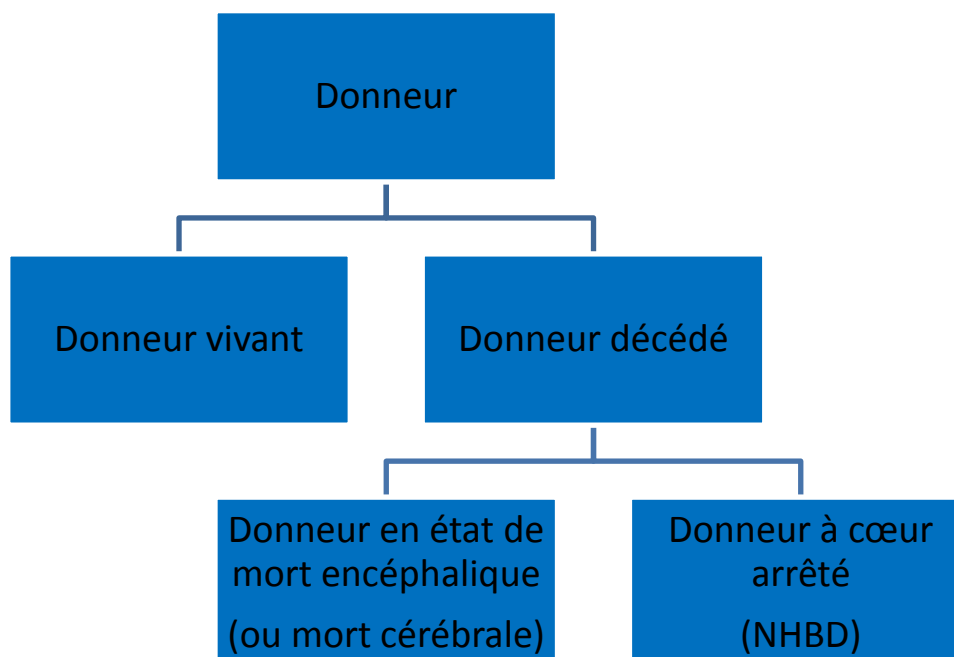 Donneur
Donneur vivant
Donneur décédé
Donneur en état de
mort encéphalique
(ou mort cérébrale)
Donneur à cœur
arrêté
(NHBD)